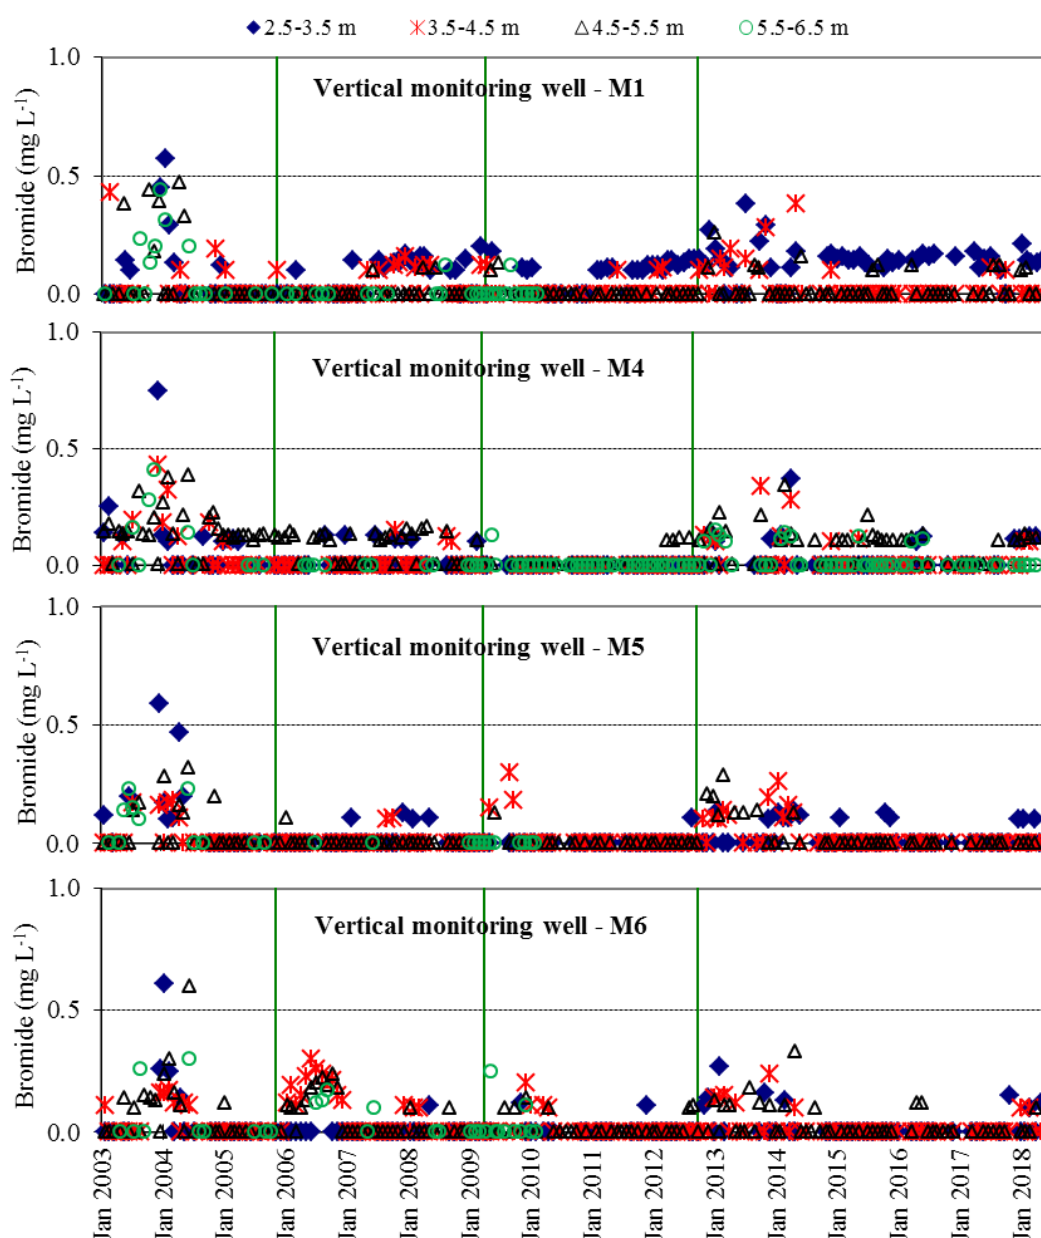 2.5-3.5 m 3.5-4.5 m 4.5-5.5 m 5.5-6.5 m
Vertical monitoring well - M1
Bromide (mg L⁻¹)
1.0
0.5
0.0
Vertical monitoring well - M4
Bromide (mg L⁻¹)
1.0
0.5
0.0
Vertical monitoring well - M5
Bromide (mg L⁻¹)
1.0
0.5
0.0
Vertical monitoring well - M6
Bromide (mg L⁻¹)
1.0
0.5
0.0
Jan 2003
Jan 2004
Jan 2005
Jan 2006
Jan 2007
Jan 2008
Jan 2009
Jan 2010
Jan 2011
Jan 2012
Jan 2013
Jan 2014
Jan 2015
Jan 2016
Jan 2017
Jan 2018